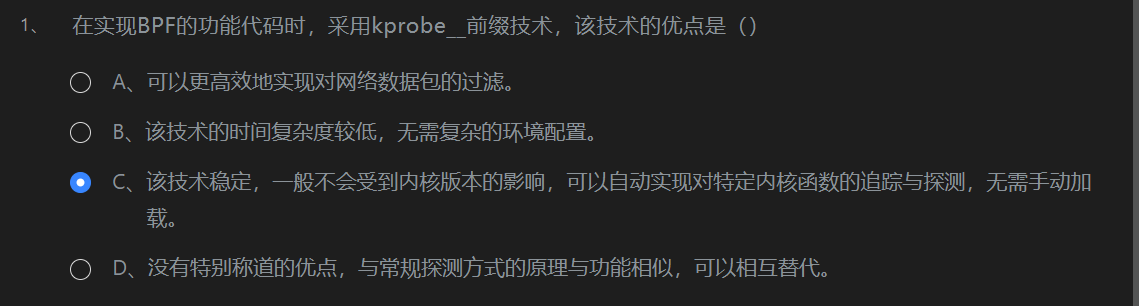 1、 在实现BPF的功能代码时，采用kprobe__前缀技术，该技术的优点是（）
A、可以更高效地实现对网络数据包的过滤。
B、该技术的时间复杂度较低，无需复杂的环境配置。
C、该技术稳定，一般不会受到内核版本的影响，可以自动实现对特定内核函数的追踪与探测，无需手动加
载。
D、没有特别称道的优点，与常规探测方式的原理与功能相似，可以相互替代。